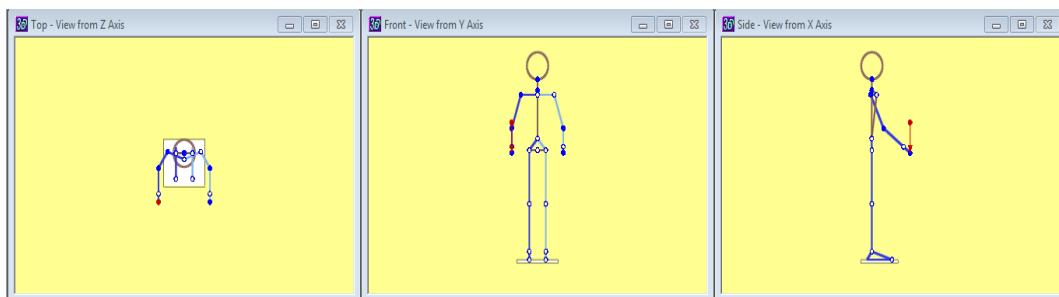 Top - View from Z Axis
Front - View from Y Axis
Side - View from X Axis